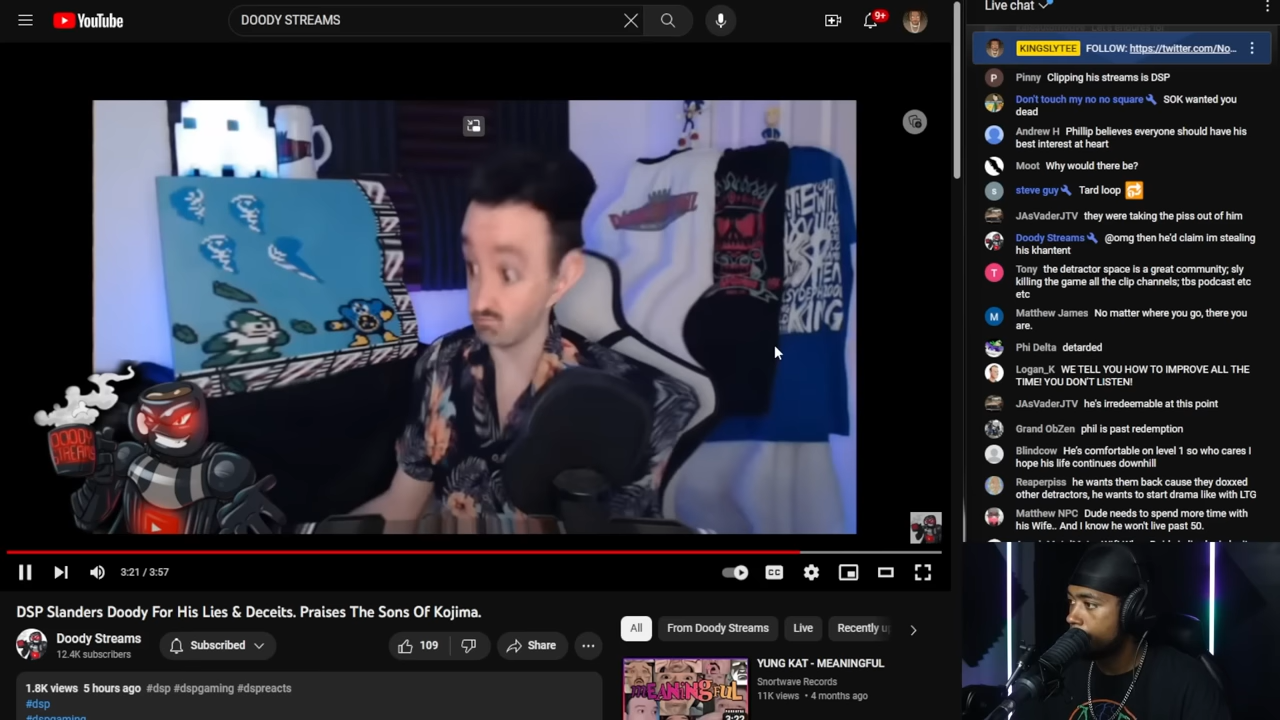 YouTube
DOODY STREAMS
9+
DOODY
STREAMS
3:21 / 3:57
CC
DSP Slanders Doody For His Lies & Deceits. Praises The Sons Of Kojima.
Doody Streams
12.4K subscribers
Subscribed
109
Share
1.8K views 5 hours ago #dsp #dspgaming #dspreacts
#dsp
#dspgaming
All
From Doody Streams
Live
Recently u
MEANINGFUL
3:22
YUNG KAT - MEANINGFUL
Snortwave Records
11K views • 4 months ago
Live chat
KINGSLYTEE FOLLOW: https://twitter.com/No...
P Pinny Clipping his streams is DSP
Don't touch my no no square SOK wanted you
dead
Andrew H Phillip believes everyone should have his
best interest at heart
Moot Why would there be?
s steve guy Tard loop
JAsVaderJTV they were taking the piss out of him
Doody Streams @omg then he'd claim im stealing
his khantent
T Tony the detractor space is a great community; sly
killing the game all the clip channels; tbs podcast etc
etc
M Matthew James No matter where you go, there you
are.
Phi Delta detarded
Logan_K WE TELL YOU HOW TO IMPROVE ALL THE
TIME! YOU DON'T LISTEN!
JAsVaderJTV he's irredeemable at this point
Grand ObZen phil is past redemption
Blindcow He's comfortable on level 1 so who cares I
hope his life continues downhill
Reaperpiss he wants them back cause they doxxed
other detractors, he wants to start drama like with LTG
Matthew NPC Dude needs to spend more time with
his Wife.. And I know he won't live past 50.